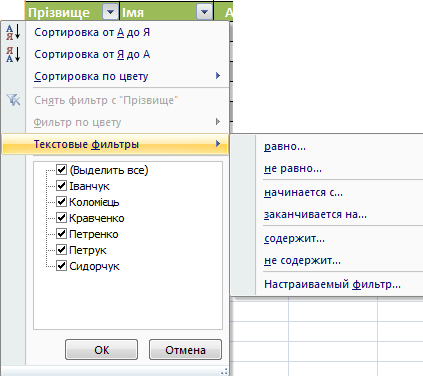 Прізвище Імя А
Сортировка от А до Я
Сортировка от Я до А
Сортировка по цвету
Снять фильтр с "Прізвище"
Фильтр по цвету
Текстовые фильтры
(Выделить все)
Іванчук
Коломієць
Кравченко
Петренко
Петрук
Сидорчук
ОК Отмена
равно...
не равно...
начинается с...
заканчивается на...
содержит...
не содержит...
Настраиваемый фильтр...